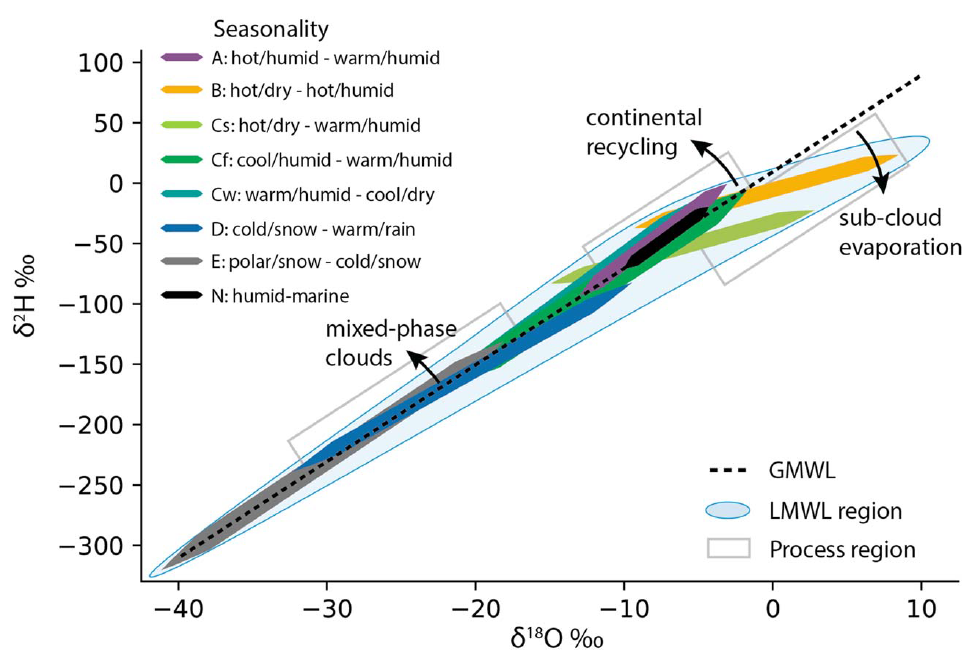 Seasonality
A: hot/humid - warm/humid
B: hot/dry - hot/humid
Cs: hot/dry - warm/humid
Cf: cool/humid - warm/humid
Cw: warm/humid - cool/dry
D: cold/snow - warm/rain
E: polar/snow - cold/snow
N: humid-marine
continental
recycling
sub-cloud
evaporation
mixed-phase
clouds
GMWL
LMWL region
Process region
δ²H ‰
100
50
0
−50
−100
−150
−200
−250
−300
−40
−30
−20
−10
0
10
δ¹⁸O ‰